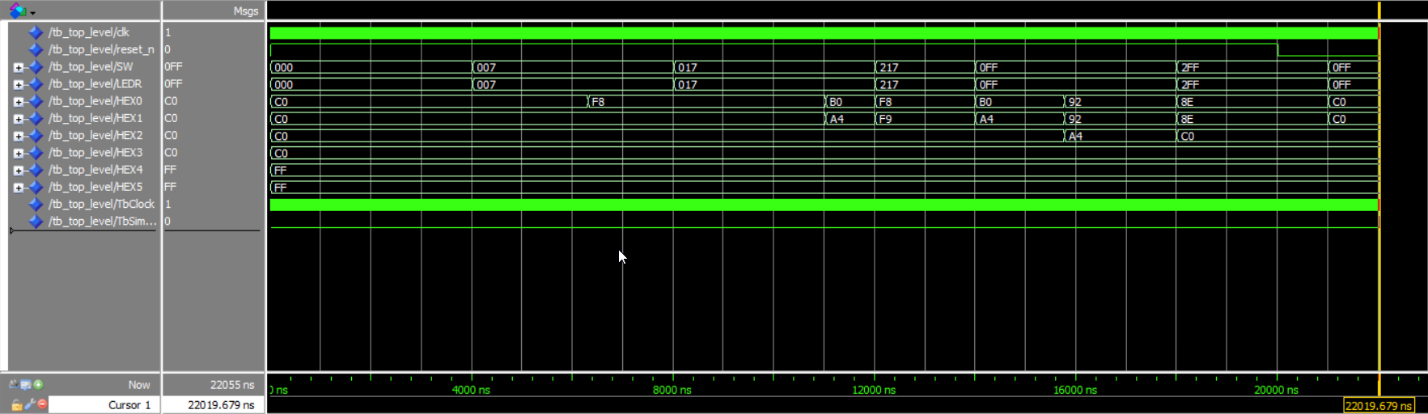 Msgs
/tb_top_level/clk 1
/tb_top_level/reset_n 0
/tb_top_level/SW 0FF 000 007 017 217 0FF 2FF 0FF
/tb_top_level/LEDR 0FF 000 007 017 217 0FF 2FF 0FF
/tb_top_level/HEX0 C0 C0 F8 B0 F8 B0 92 8E C0
/tb_top_level/HEX1 C0 C0 A4 F9 A4 92 8E C0
/tb_top_level/HEX2 C0 C0 A4 C0
/tb_top_level/HEX3 C0 C0
/tb_top_level/HEX4 FF FF
/tb_top_level/HEX5 FF FF
/tb_top_level/TbClock 1
/tb_top_level/TbSim... 0
Now 22055 ns ns 4000 ns 8000 ns 12000 ns 16000 ns 20000 ns
Cursor 1 22019.679 ns 22019.679 ns